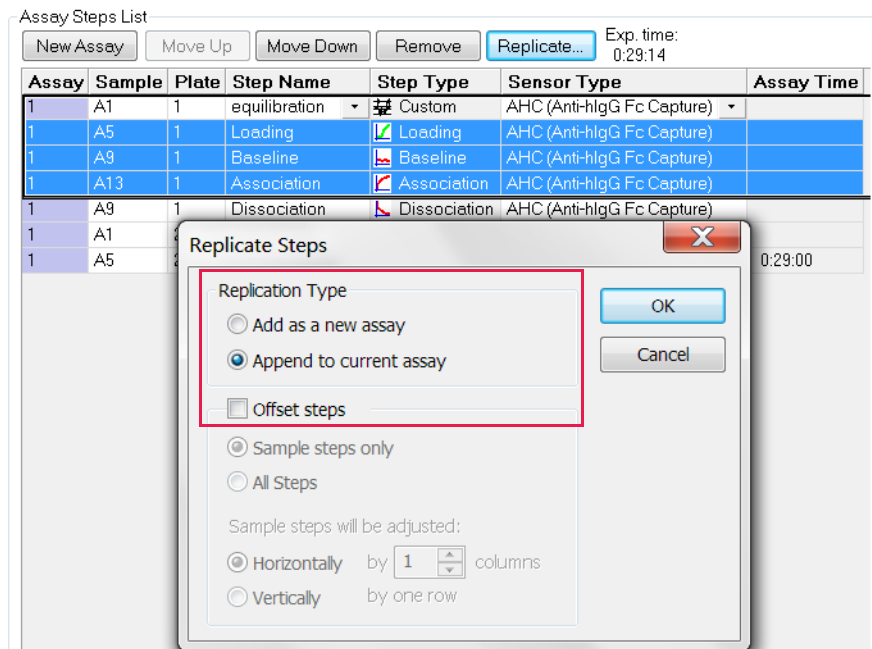 Assay Steps List
New Assay Move Up Move Down Remove Replicate... Exp. time: 0:29:14
Assay Sample Plate Step Name Step Type Sensor Type Assay Time
1 A1 1 equilibration Custom AHC (Anti-hIgG Fc Capture)
1 A5 1 Loading Loading AHC (Anti-hIgG Fc Capture)
1 A9 1 Baseline Baseline AHC (Anti-hIgG Fc Capture)
1 A13 1 Association Association AHC (Anti-hIgG Fc Capture)
1 A9 1 Dissociation Dissociation AHC (Anti-hIgG Fc Capture)
1 A1
1 A5 0:29:00
Replicate Steps
Replication Type
Add as a new assay
Append to current assay
OK
Cancel
Offset steps
Sample steps only
All Steps
Sample steps will be adjusted:
Horizontally by 1 columns
Vertically by one row